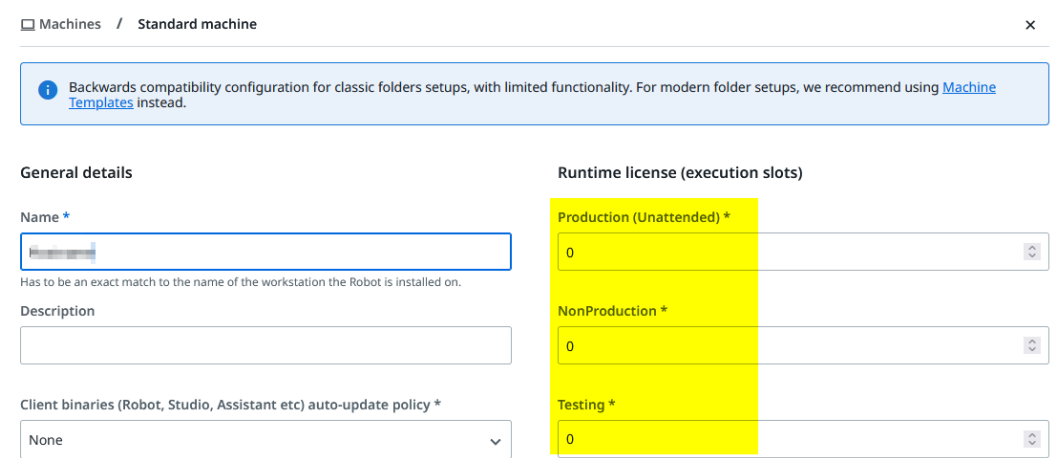 Machines / Standard machine
Backwards compatibility configuration for classic folders setups, with limited functionality. For modern folder setups, we recommend using Machine
Templates instead.
General details
Name *
Has to be an exact match to the name of the workstation the Robot is installed on.
Description
Client binaries (Robot, Studio, Assistant etc) auto-update policy *
None
Runtime license (execution slots)
Production (Unattended) *
0
NonProduction *
0
Testing *
0